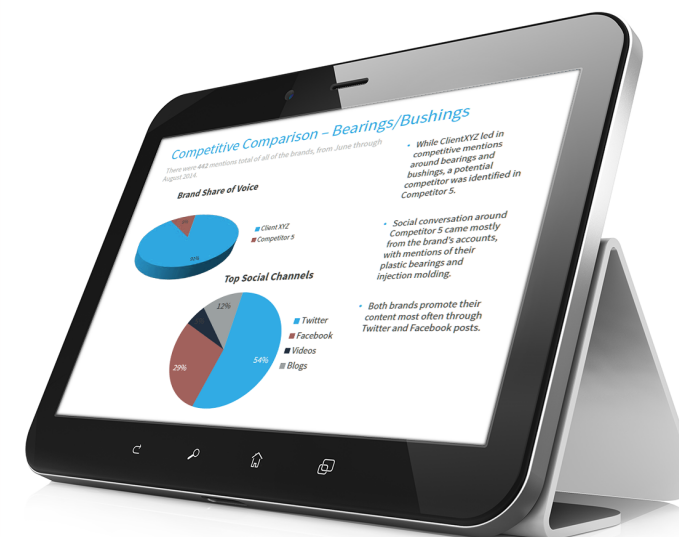 Competitive Comparison – Bearings/Bushings
There were 442 mentions total of all of the brands, from June through
August 2014.
Brand Share of Voice
Client XYZ
Competitor 5
91%
Top Social Channels
12%
54%
29%
Twitter
Facebook
Videos
Blogs
• While ClientXYZ led in
competitive mentions
around bearings and
bushings, a potential
competitor was identified in
Competitor 5.
• Social conversation around
Competitor 5 came mostly
from the brand's accounts,
with mentions of their
plastic bearings and
injection molding.
• Both brands promote their
content most often through
Twitter and Facebook posts.